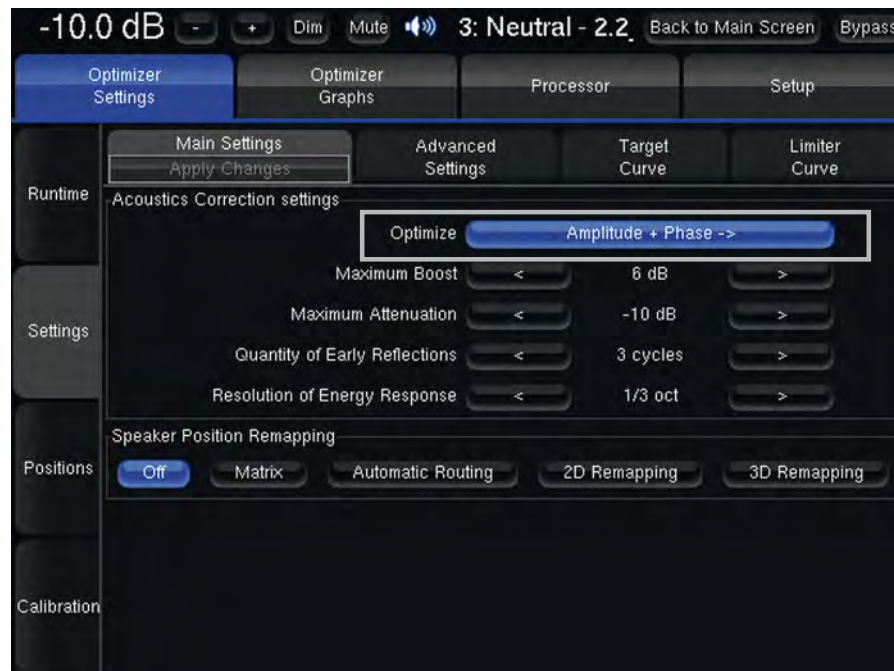 -10.0 dB - + Dim Mute 3: Neutral - 2.2 Back to Main Screen Bypass
Optimizer Settings
Optimizer Graphs
Processor
Setup
Main Settings
Apply Changes
Advanced Settings
Target Curve
Limiter Curve
Runtime
Settings
Positions
Calibration
Acoustics Correction settings
Optimize Amplitude + Phase ->
Maximum Boost < 6 dB >
Maximum Attenuation < -10 dB >
Quantity of Early Reflections < 3 cycles >
Resolution of Energy Response < 1/3 oct >
Speaker Position Remapping
Off Matrix Automatic Routing 2D Remapping 3D Remapping